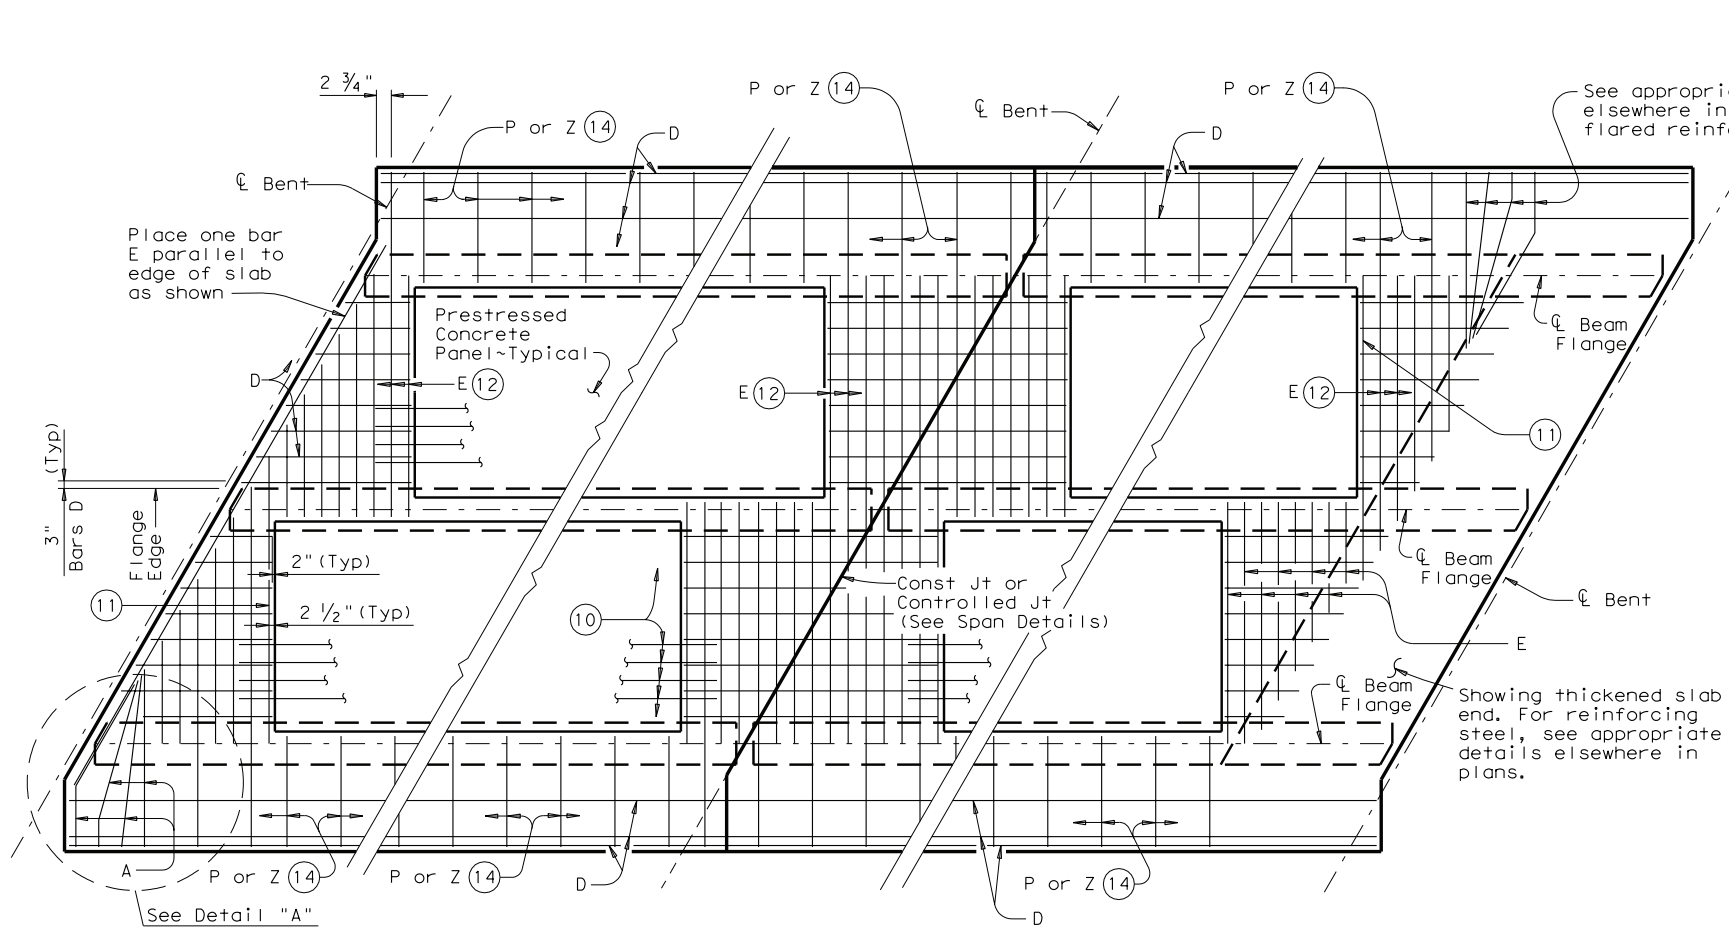 2 ¾"
P or Z 14
P or Z 14
P or Z 14
See appropri
elsewhere in
flared reinf
℄ Bent
D
D
℄ Bent
Place one bar
E parallel to
edge of slab
as shown
Prestressed
Concrete
Panel~Typical
℄ Beam
Flange
D
E 12
E 12
E 12
11
(Typ)
3"
Bars D
Flange
Edge
2" (Typ)
2 ½" (Typ)
11
10
Const Jt or
Controlled Jt
(See Span Details)
℄ Beam
Flange
℄ Bent
E
℄ Beam
Flange
Showing thickened slab
end. For reinforcing
steel, see appropriate
details elsewhere in
plans.
A
P or Z 14
P or Z 14
D
P or Z 14
D
See Detail "A"